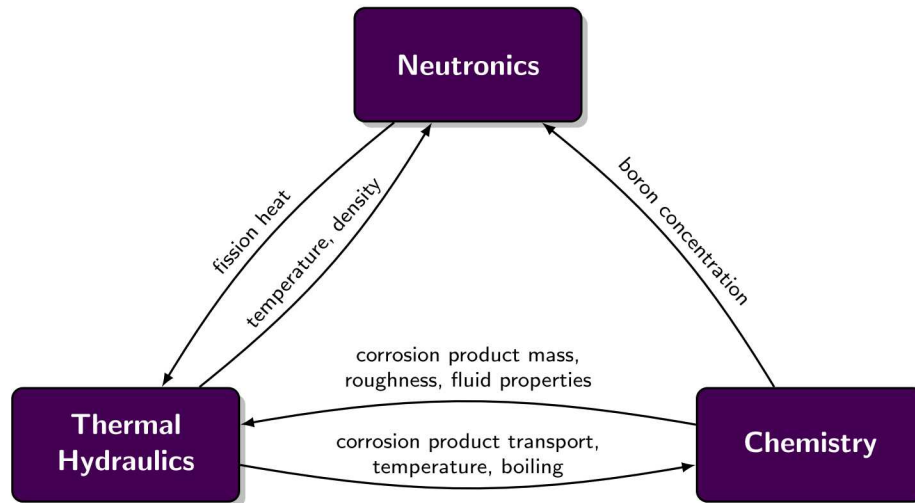 Neutronics
fission heat
temperature, density
boron concentration
corrosion product mass,
roughness, fluid properties
Thermal
Hydraulics
corrosion product transport,
temperature, boiling
Chemistry